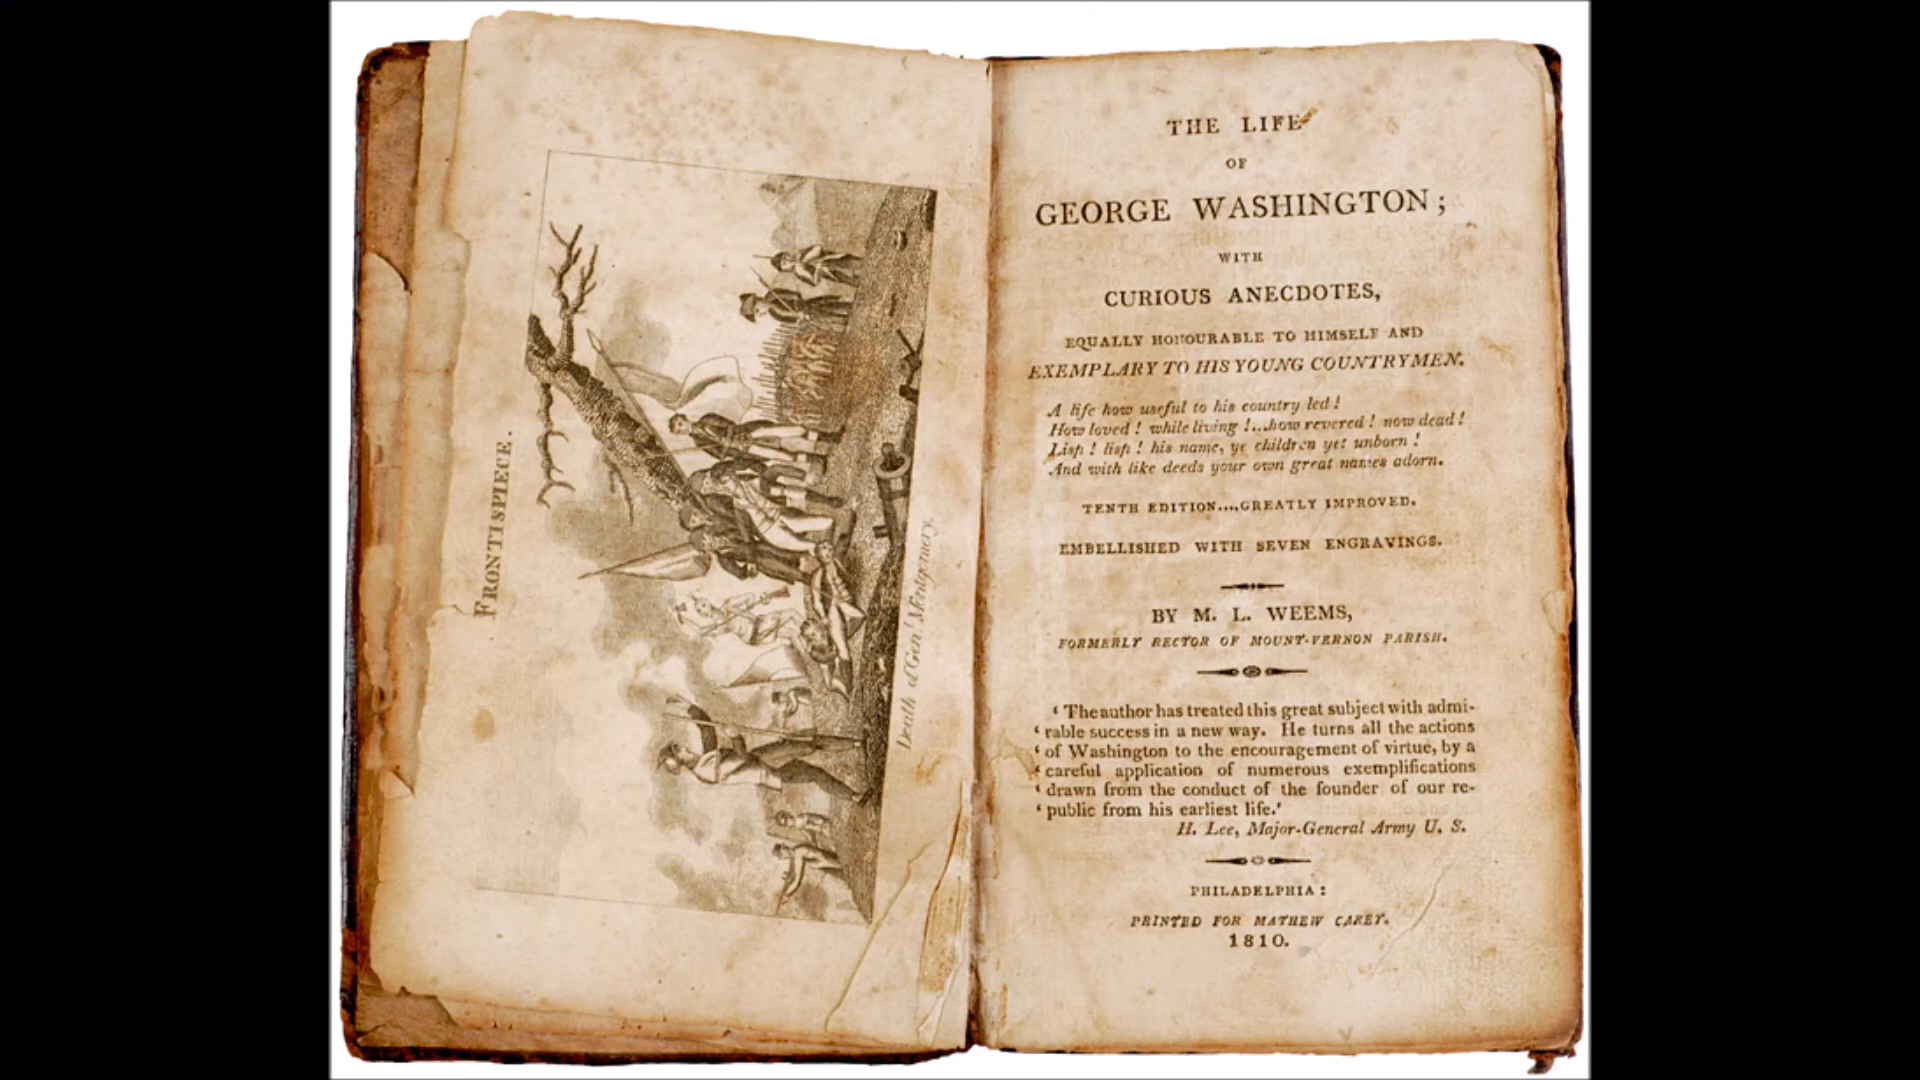 FRONTISPIECE.
Death of Gen.l Montgomery.
THE LIFE
OF
GEORGE WASHINGTON;
WITH
CURIOUS ANECDOTES,
EQUALLY HONOURABLE TO HIMSELF AND
EXEMPLARY TO HIS YOUNG COUNTRYMEN.
A life how useful to his country led!
How loved! while living!...how revered! now dead!
Lisp! lisp! his name, ye children yet unborn!
And with like deeds your own great names adorn.
TENTH EDITION....GREATLY IMPROVED.
EMBELLISHED WITH SEVEN ENGRAVINGS.
BY M. L. WEEMS,
FORMERLY RECTOR OF MOUNT-VERNON PARISH.
‘ The author has treated this great subject with admi-
‘ rable success in a new way. He turns all the actions
‘ of Washington to the encouragement of virtue, by a
‘ careful application of numerous exemplifications
‘ drawn from the conduct of the founder of our re-
‘ public from his earliest life.’
H. Lee, Major-General Army U. S.
PHILADELPHIA:
PRINTED FOR MATHEW CAREY.
1810.